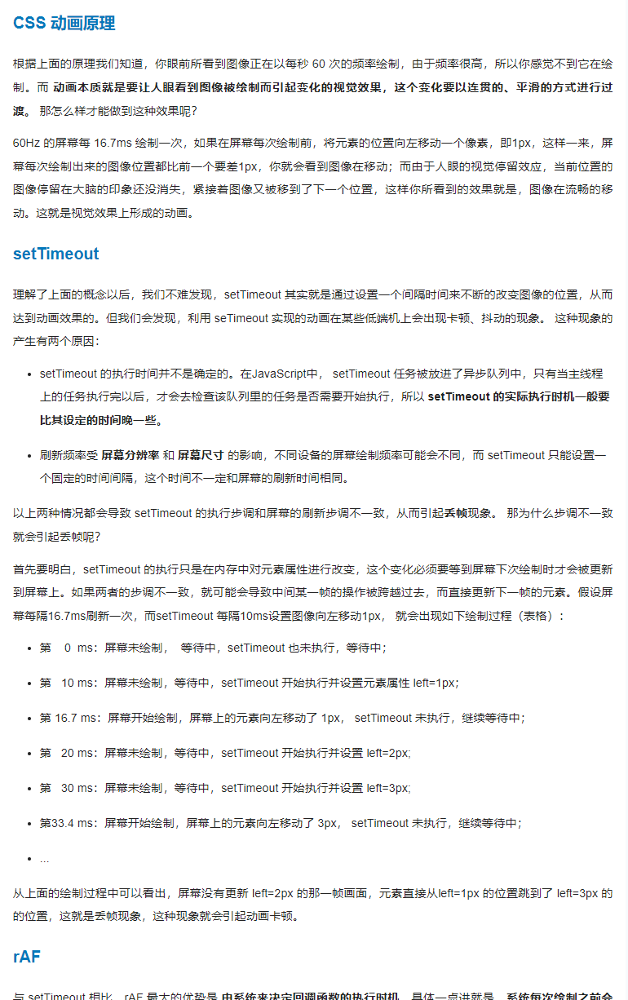 CSS 动画原理
根据上面的原理我们知道，你眼前所看到图像正在以每秒 60 次的频率绘制，由于频率很高，所以你感觉不到它在绘
制。而 动画本质就是要让人眼看到图像被绘制而引起变化的视觉效果，这个变化要以连贯的、平滑的方式进行过
渡。 那怎么样才能做到这种效果呢？
60Hz 的屏幕每 16.7ms 绘制一次，如果在屏幕每次绘制前，将元素的位置向左移动一个像素，即1px，这样一来，屏
幕每次绘制出来的图像位置都比前一个要差1px，你就会看到图像在移动；而由于人眼的视觉停留效应，当前位置的
图像停留在大脑的印象还没消失，紧接着图像又被移到了下一个位置，这样你所看到的效果就是，图像在流畅的移
动。这就是视觉效果上形成的动画。
setTimeout
理解了上面的概念以后，我们不难发现，setTimeout 其实就是通过设置一个间隔时间来不断的改变图像的位置，从而
达到动画效果的。但我们会发现，利用 seTimeout 实现的动画在某些低端机上会出现卡顿、抖动的现象。 这种现象的
产生有两个原因：
• setTimeout 的执行时间并不是确定的。在JavaScript中， setTimeout 任务被放进了异步队列中，只有当主线程
上的任务执行完以后，才会去检查该队列里的任务是否需要开始执行，所以 setTimeout 的实际执行时机一般要
比其设定的时间晚一些。
• 刷新频率受 屏幕分辨率 和 屏幕尺寸 的影响，不同设备的屏幕绘制频率可能会不同，而 setTimeout 只能设置一
个固定的时间间隔，这个时间不一定和屏幕的刷新时间相同。
以上两种情况都会导致 setTimeout 的执行步调和屏幕的刷新步调不一致，从而引起丢帧现象。 那为什么步调不一致
就会引起丢帧呢？
首先要明白，setTimeout 的执行只是在内存中对元素属性进行改变，这个变化必须要等到屏幕下次绘制时才会被更新
到屏幕上。如果两者的步调不一致，就可能会导致中间某一帧的操作被跨越过去，而直接更新下一帧的元素。假设屏
幕每隔16.7ms刷新一次，而setTimeout 每隔10ms设置图像向左移动1px， 就会出现如下绘制过程（表格）：
• 第 0 ms：屏幕未绘制， 等待中，setTimeout 也未执行，等待中；
• 第 10 ms：屏幕未绘制，等待中，setTimeout 开始执行并设置元素属性 left=1px；
• 第 16.7 ms：屏幕开始绘制，屏幕上的元素向左移动了 1px， setTimeout 未执行，继续等待中；
• 第 20 ms：屏幕未绘制，等待中，setTimeout 开始执行并设置 left=2px;
• 第 30 ms：屏幕未绘制，等待中，setTimeout 开始执行并设置 left=3px;
• 第33.4 ms：屏幕开始绘制，屏幕上的元素向左移动了 3px， setTimeout 未执行，继续等待中；
• ...
从上面的绘制过程中可以看出，屏幕没有更新 left=2px 的那一帧画面，元素直接从left=1px 的位置跳到了 left=3px 的
的位置，这就是丢帧现象，这种现象就会引起动画卡顿。
rAF
与 setTimeout 相比，rAF 最大的优势是 由系统来决定回调函数的执行时机。具体一点讲就是，系统每次绘制之前会